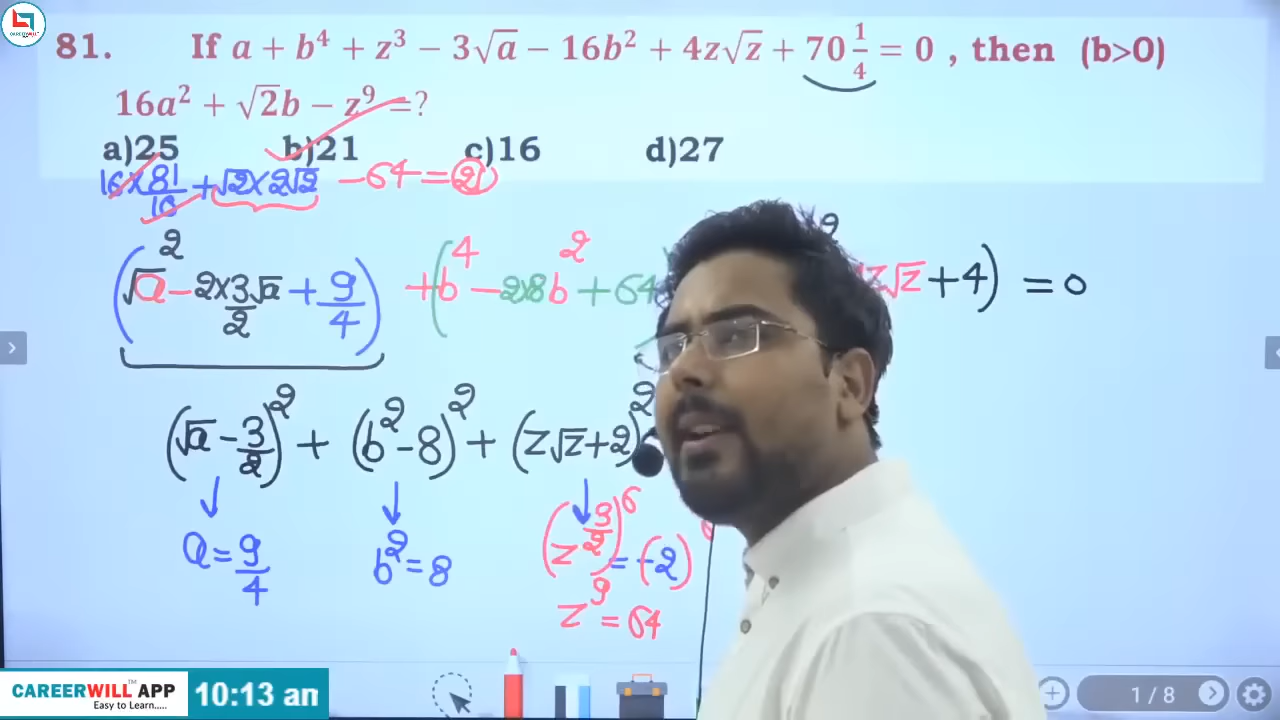 CAREERWILL
81. If a + b⁴ + z³ − 3√a − 16b² + 4z√z + 70 1/4 = 0 , then (b>0)
16a² + √2b − z⁹ =?
a)25 b)21 c)16 d)27
16×81/16 + √2×2√2 − 64 = 21
(√a² − 2×3/2√a + 9/4) + (b⁴ − 2×8b² + 64 z√z + 4) = 0
(√a − 3/2)² + (b² − 8)² + (z√z + 2)²
a = 9/4 b² = 8 (z^3/2)⁶ = (-2)⁶
z⁹ = 64
CAREERWILL™ APP
Easy to Learn.....
10:13 am
1 / 8